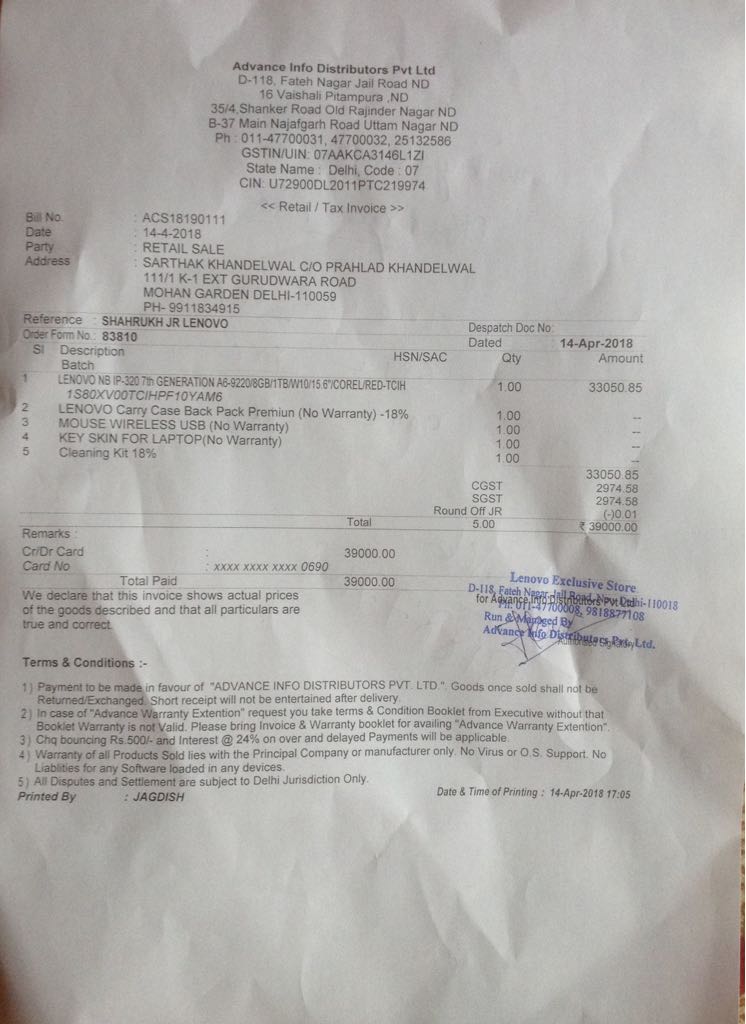 Advance Info Distributors Pvt Ltd
D-118, Fateh Nagar Jail Road ND
16 Vaishali Pitampura ,ND
35/4,Shanker Road Old Rajinder Nagar ND
B-37 Main Najafgarh Road Uttam Nagar ND
Ph : 011-47700031, 47700032, 25132586
GSTIN/UIN: 07AAKCA3146L1ZI
State Name : Delhi, Code : 07
CIN: U72900DL2011PTC219974
<< Retail / Tax Invoice >>
Bill No. : ACS18190111
Date : 14-4-2018
Party : RETAIL SALE
Address : SARTHAK KHANDELWAL C/O PRAHLAD KHANDELWAL
111/1 K-1 EXT GURUDWARA ROAD
MOHAN GARDEN DELHI-110059
PH- 9911834915
Reference : SHAHRUKH JR LENOVO Despatch Doc No:
Order Form No.: 83810 Dated 14-Apr-2018
Sl Description HSN/SAC Qty Amount
Batch
1 LENOVO NB IP-320 7th GENERATION A6-9220/8GB/1TB/W10/15.6"/COREL/RED-TCIH 1.00 33050.85
1S80XV00TCIHPF10YAM6
2 LENOVO Carry Case Back Pack Premiun (No Warranty) -18% 1.00 --
3 MOUSE WIRELESS USB (No Warranty) 1.00 --
4 KEY SKIN FOR LAPTOP(No Warranty) 1.00 --
5 Cleaning Kit 18% 1.00 --
33050.85
CGST 2974.58
SGST 2974.58
Round Off JR (-)0.01
Total 5.00 ₹ 39000.00
Remarks :
Cr/Dr Card : 39000.00
Card No : xxxx xxxx xxxx 0690
Total Paid 39000.00
We declare that this invoice shows actual prices
of the goods described and that all particulars are
true and correct.
for Advance Info Distributors Pvt Ltd
Authorised Signatory
Lenovo Exclusive Store
D-118, Fateh Nagar Jail Road, New Delhi-110018
Ph: 011-47700008, 9818877108
Run & Managed By
Advance Info Distributors Pvt. Ltd.
Terms & Conditions :-
1) Payment to be made in favour of "ADVANCE INFO DISTRIBUTORS PVT. LTD.". Goods once sold shall not be
Returned/Exchanged. Short receipt will not be entertained after delivery.
2) In case of "Advance Warranty Extention" request you take terms & Condition Booklet from Executive without that
Booklet Warranty is not Valid. Please bring Invoice & Warranty booklet for availing "Advance Warranty Extention".
3) Chq bouncing Rs.500/- and Interest @ 24% on over and delayed Payments will be applicable.
4) Warranty of all Products Sold lies with the Principal Company or manufacturer only. No Virus or O.S. Support. No
Liablities for any Software loaded in any devices.
5) All Disputes and Settlement are subject to Delhi Jurisdiction Only.
Printed By : JAGDISH Date & Time of Printing : 14-Apr-2018 17:05